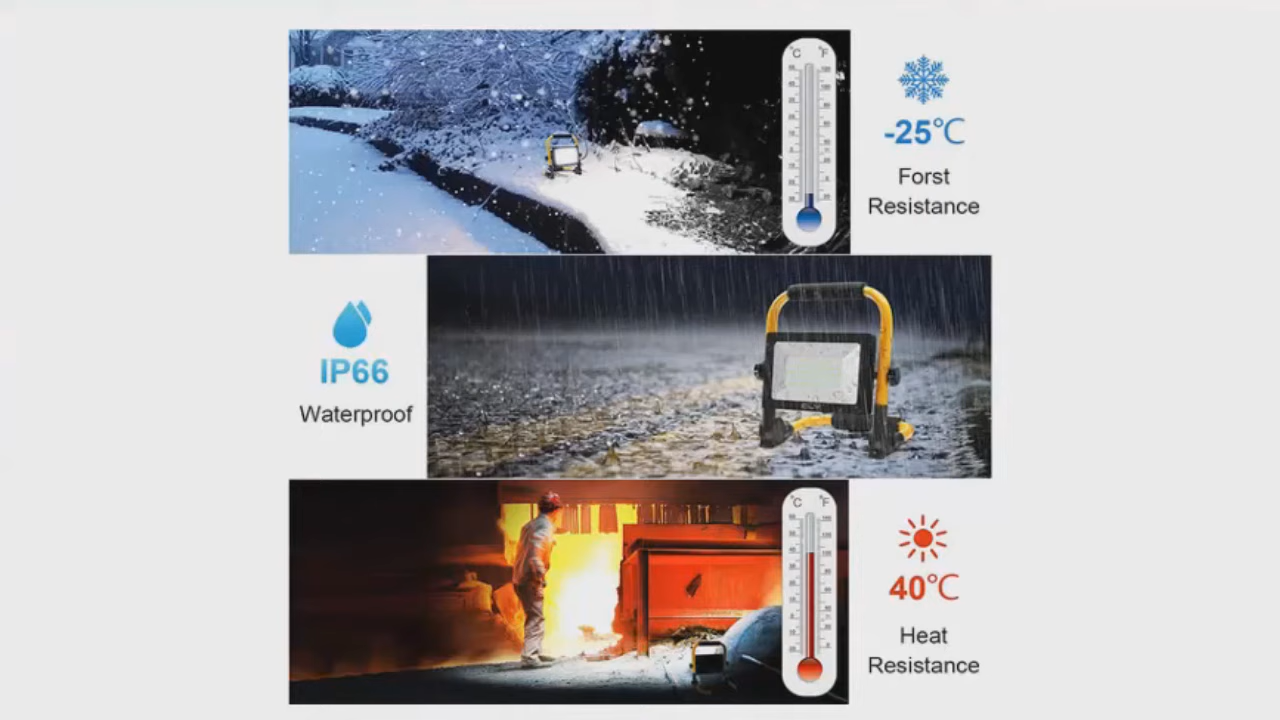 °C °F
-25℃
Forst
Resistance
IP66
Waterproof
°C °F
40℃
Heat
Resistance